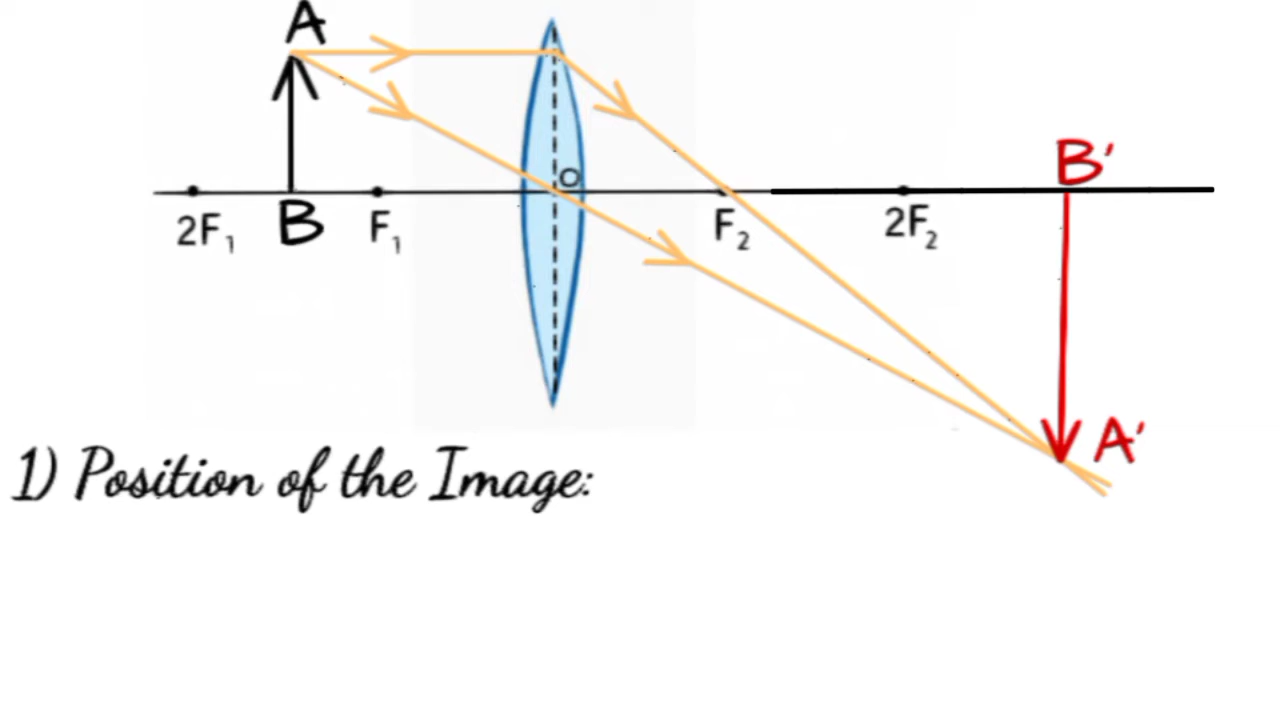 A
B'
O
2F₁ B F₁ F₂ 2F₂
A'
1) Position of the Image: